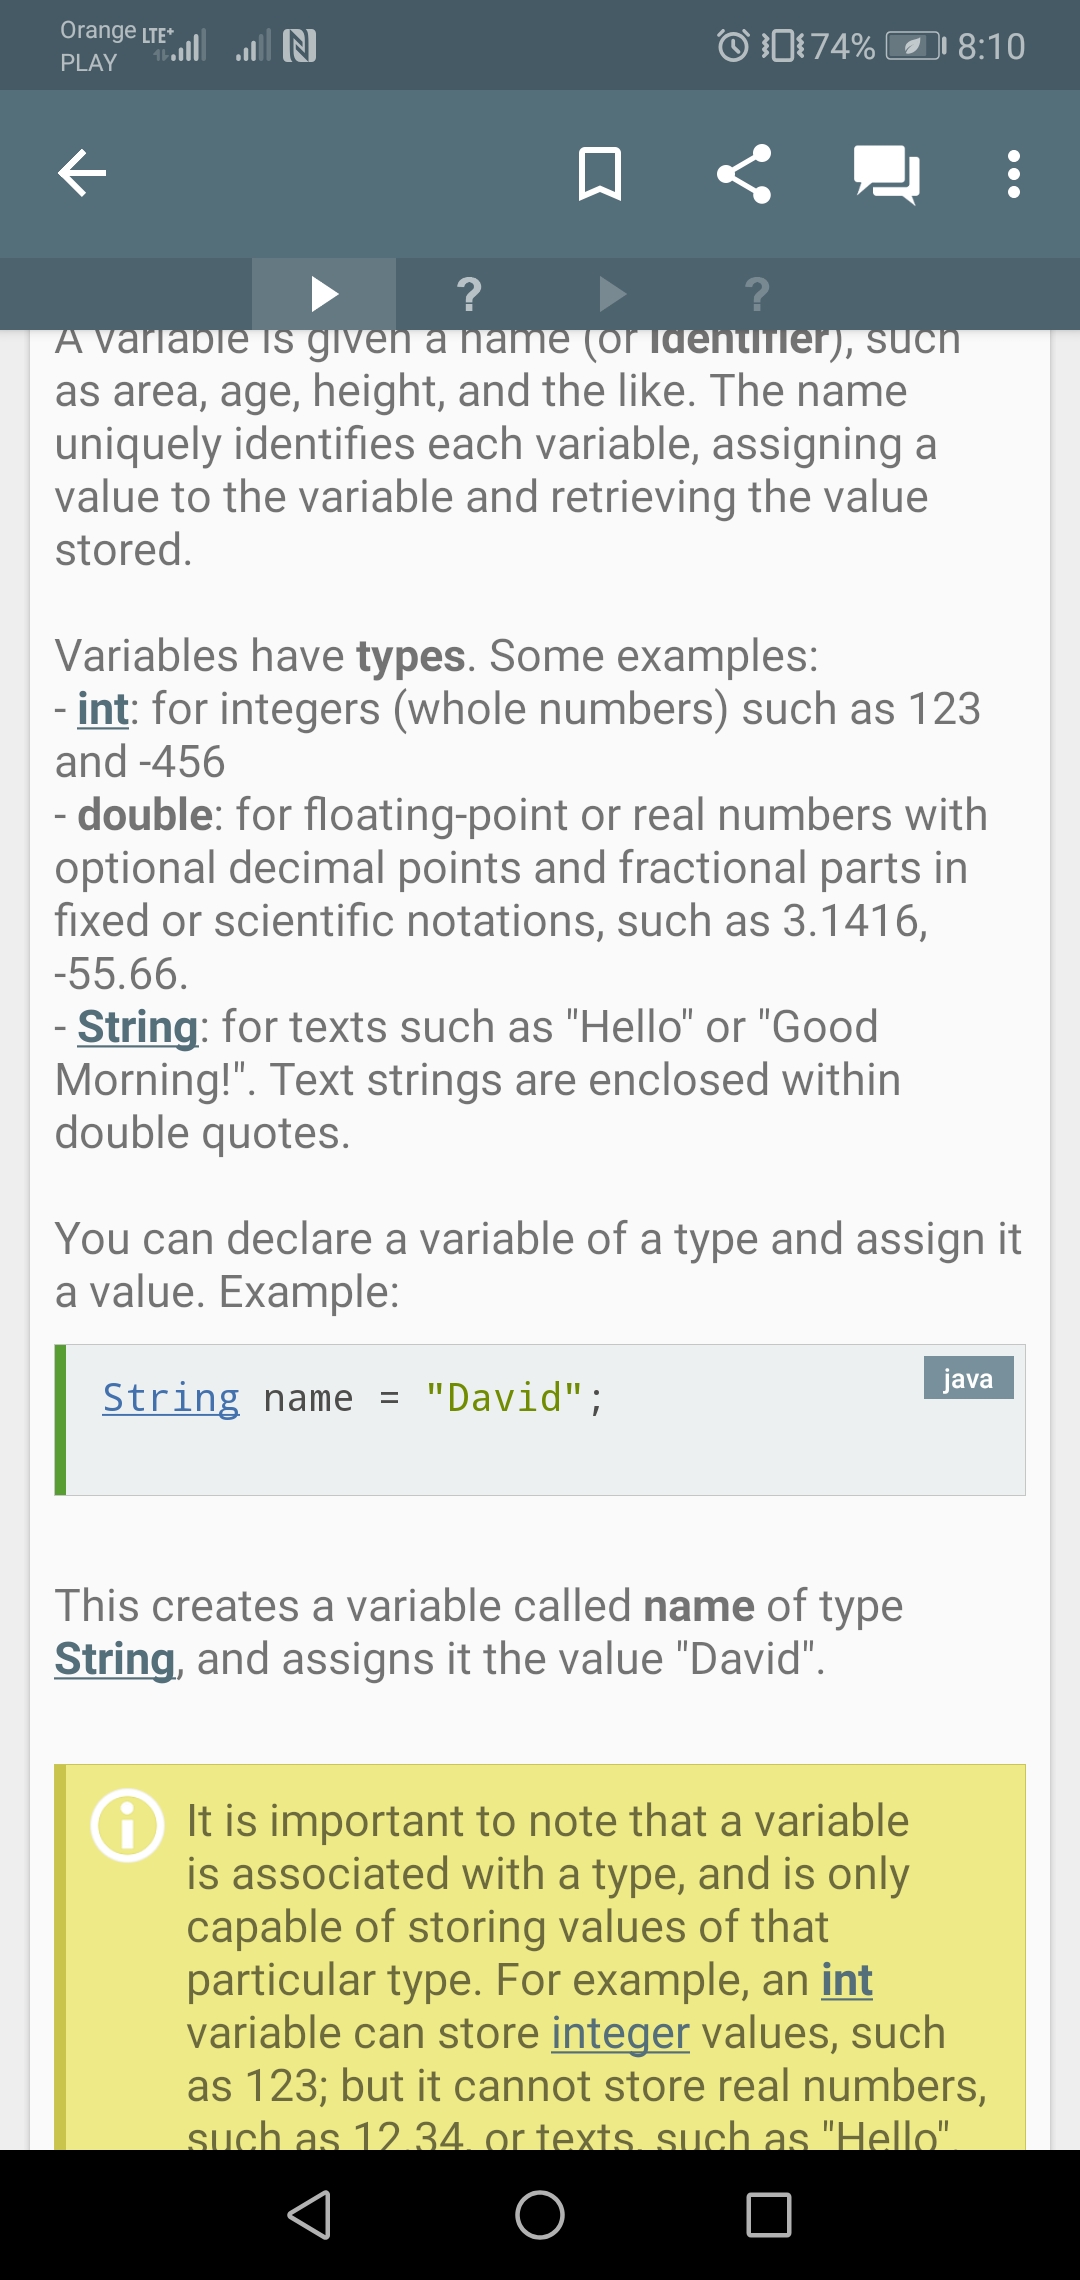 Orange LTE+
PLAY
74% 8:10
?
?
A variable is given a name (or identifier), such
as area, age, height, and the like. The name
uniquely identifies each variable, assigning a
value to the variable and retrieving the value
stored.
Variables have types. Some examples:
- int: for integers (whole numbers) such as 123
and -456
- double: for floating-point or real numbers with
optional decimal points and fractional parts in
fixed or scientific notations, such as 3.1416,
-55.66.
- String: for texts such as "Hello" or "Good
Morning!". Text strings are enclosed within
double quotes.
You can declare a variable of a type and assign it
a value. Example:
java
String name = "David";
This creates a variable called name of type
String, and assigns it the value "David".
It is important to note that a variable
is associated with a type, and is only
capable of storing values of that
particular type. For example, an int
variable can store integer values, such
as 123; but it cannot store real numbers,
such as 12.34, or texts, such as "Hello".